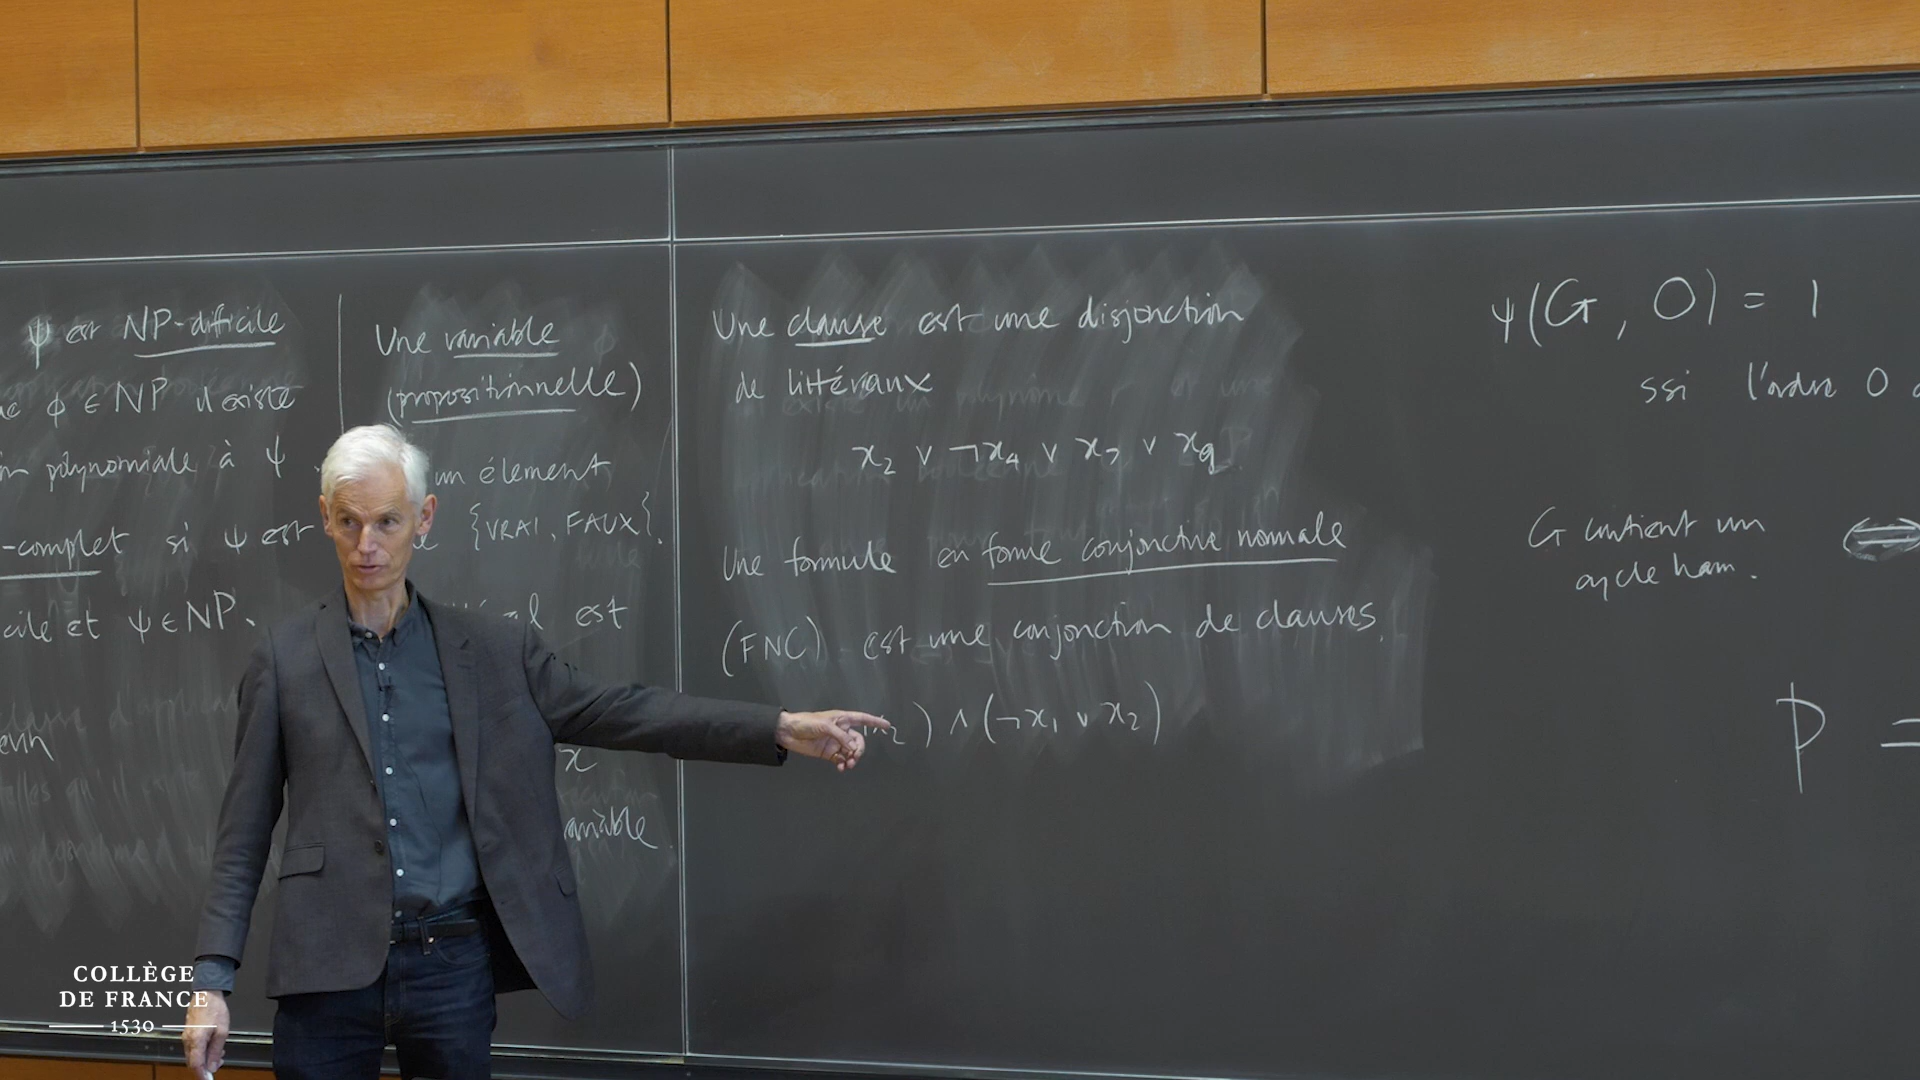 ψ est NP-difficile
ϕ ∈ NP il existe
polynomiale à ψ.
-complet si ψ est
cile et ψ ∈ NP.
Une variable
(propositionnelle)
un élément
{VRAI, FAUX}.
est
x
variable.
Une clause est une disjonction
de littéraux
x₂ ∨ ¬x₄ ∨ x₇ ∨ x₉
Une formule en forme conjonctive normale
(FNC) est une conjonction de clauses.
x₂) ∧ (¬x₁ ∨ x₂)
ψ(G, O) = 1
ssi l'ordre O
G contient un ⟺
cycle ham.
P =
COLLÈGE
DE FRANCE
1530